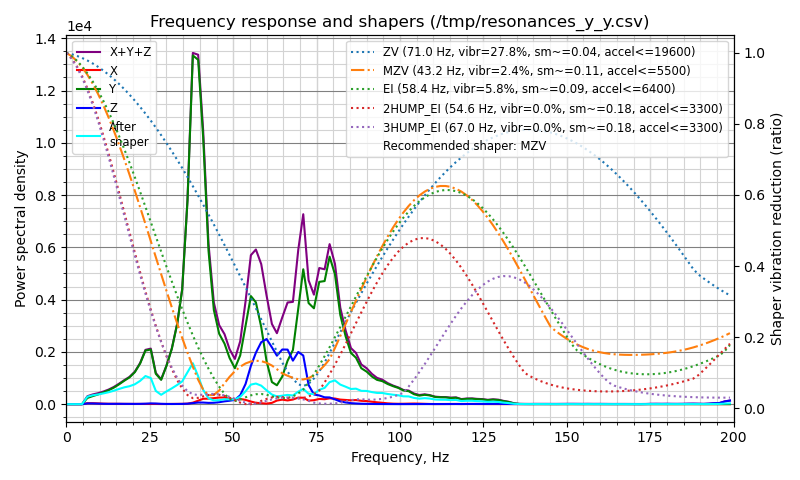 Frequency response and shapers (/tmp/resonances_y_y.csv)
1e4
X+Y+Z
X
Y
Z
After
shaper
ZV (71.0 Hz, vibr=27.8%, sm~=0.04, accel<=19600)
MZV (43.2 Hz, vibr=2.4%, sm~=0.11, accel<=5500)
EI (58.4 Hz, vibr=5.8%, sm~=0.09, accel<=6400)
2HUMP_EI (54.6 Hz, vibr=0.0%, sm~=0.18, accel<=3300)
3HUMP_EI (67.0 Hz, vibr=0.0%, sm~=0.18, accel<=3300)
Recommended shaper: MZV
Power spectral density
1.4
1.2
1.0
0.8
0.6
0.4
0.2
0.0
Shaper vibration reduction (ratio)
1.0
0.8
0.6
0.4
0.2
0.0
0 25 50 75 100 125 150 175 200
Frequency, Hz